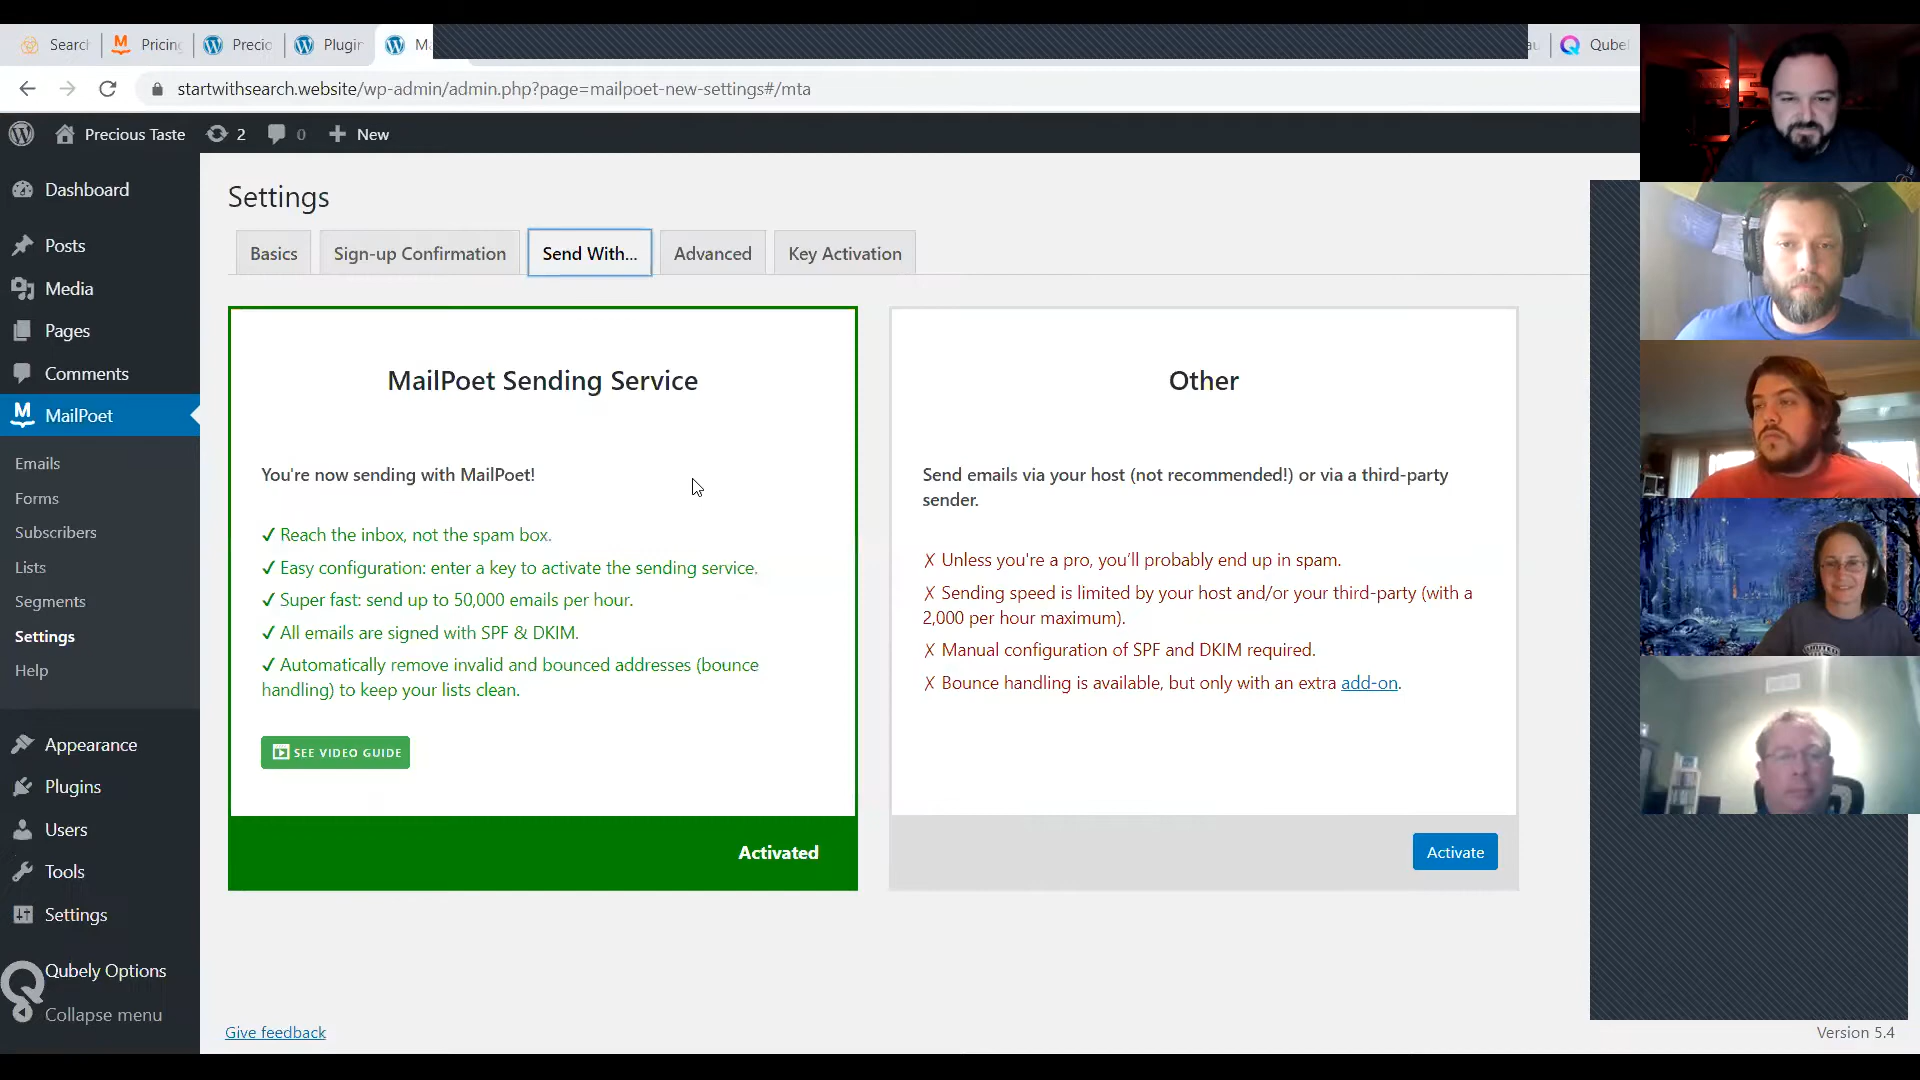 Search
Pricing
Precio
Plugin
M
Qube
startwithsearch.website/wp-admin/admin.php?page=mailpoet-new-settings#/mta
Precious Taste
2
0
New
Dashboard
Posts
Media
Pages
Comments
MailPoet
Emails
Forms
Subscribers
Lists
Segments
Settings
Help
Appearance
Plugins
Users
Tools
Settings
Qubely Options
Collapse menu
Settings
Basics
Sign-up Confirmation
Send With...
Advanced
Key Activation
MailPoet Sending Service
You're now sending with MailPoet!
✓ Reach the inbox, not the spam box.
✓ Easy configuration: enter a key to activate the sending service.
✓ Super fast: send up to 50,000 emails per hour.
✓ All emails are signed with SPF & DKIM.
✓ Automatically remove invalid and bounced addresses (bounce
handling) to keep your lists clean.
SEE VIDEO GUIDE
Activated
Other
Send emails via your host (not recommended!) or via a third-party
sender.
✗ Unless you're a pro, you’ll probably end up in spam.
✗ Sending speed is limited by your host and/or your third-party (with a
2,000 per hour maximum).
✗ Manual configuration of SPF and DKIM required.
✗ Bounce handling is available, but only with an extra add-on.
Activate
Give feedback
Version 5.4